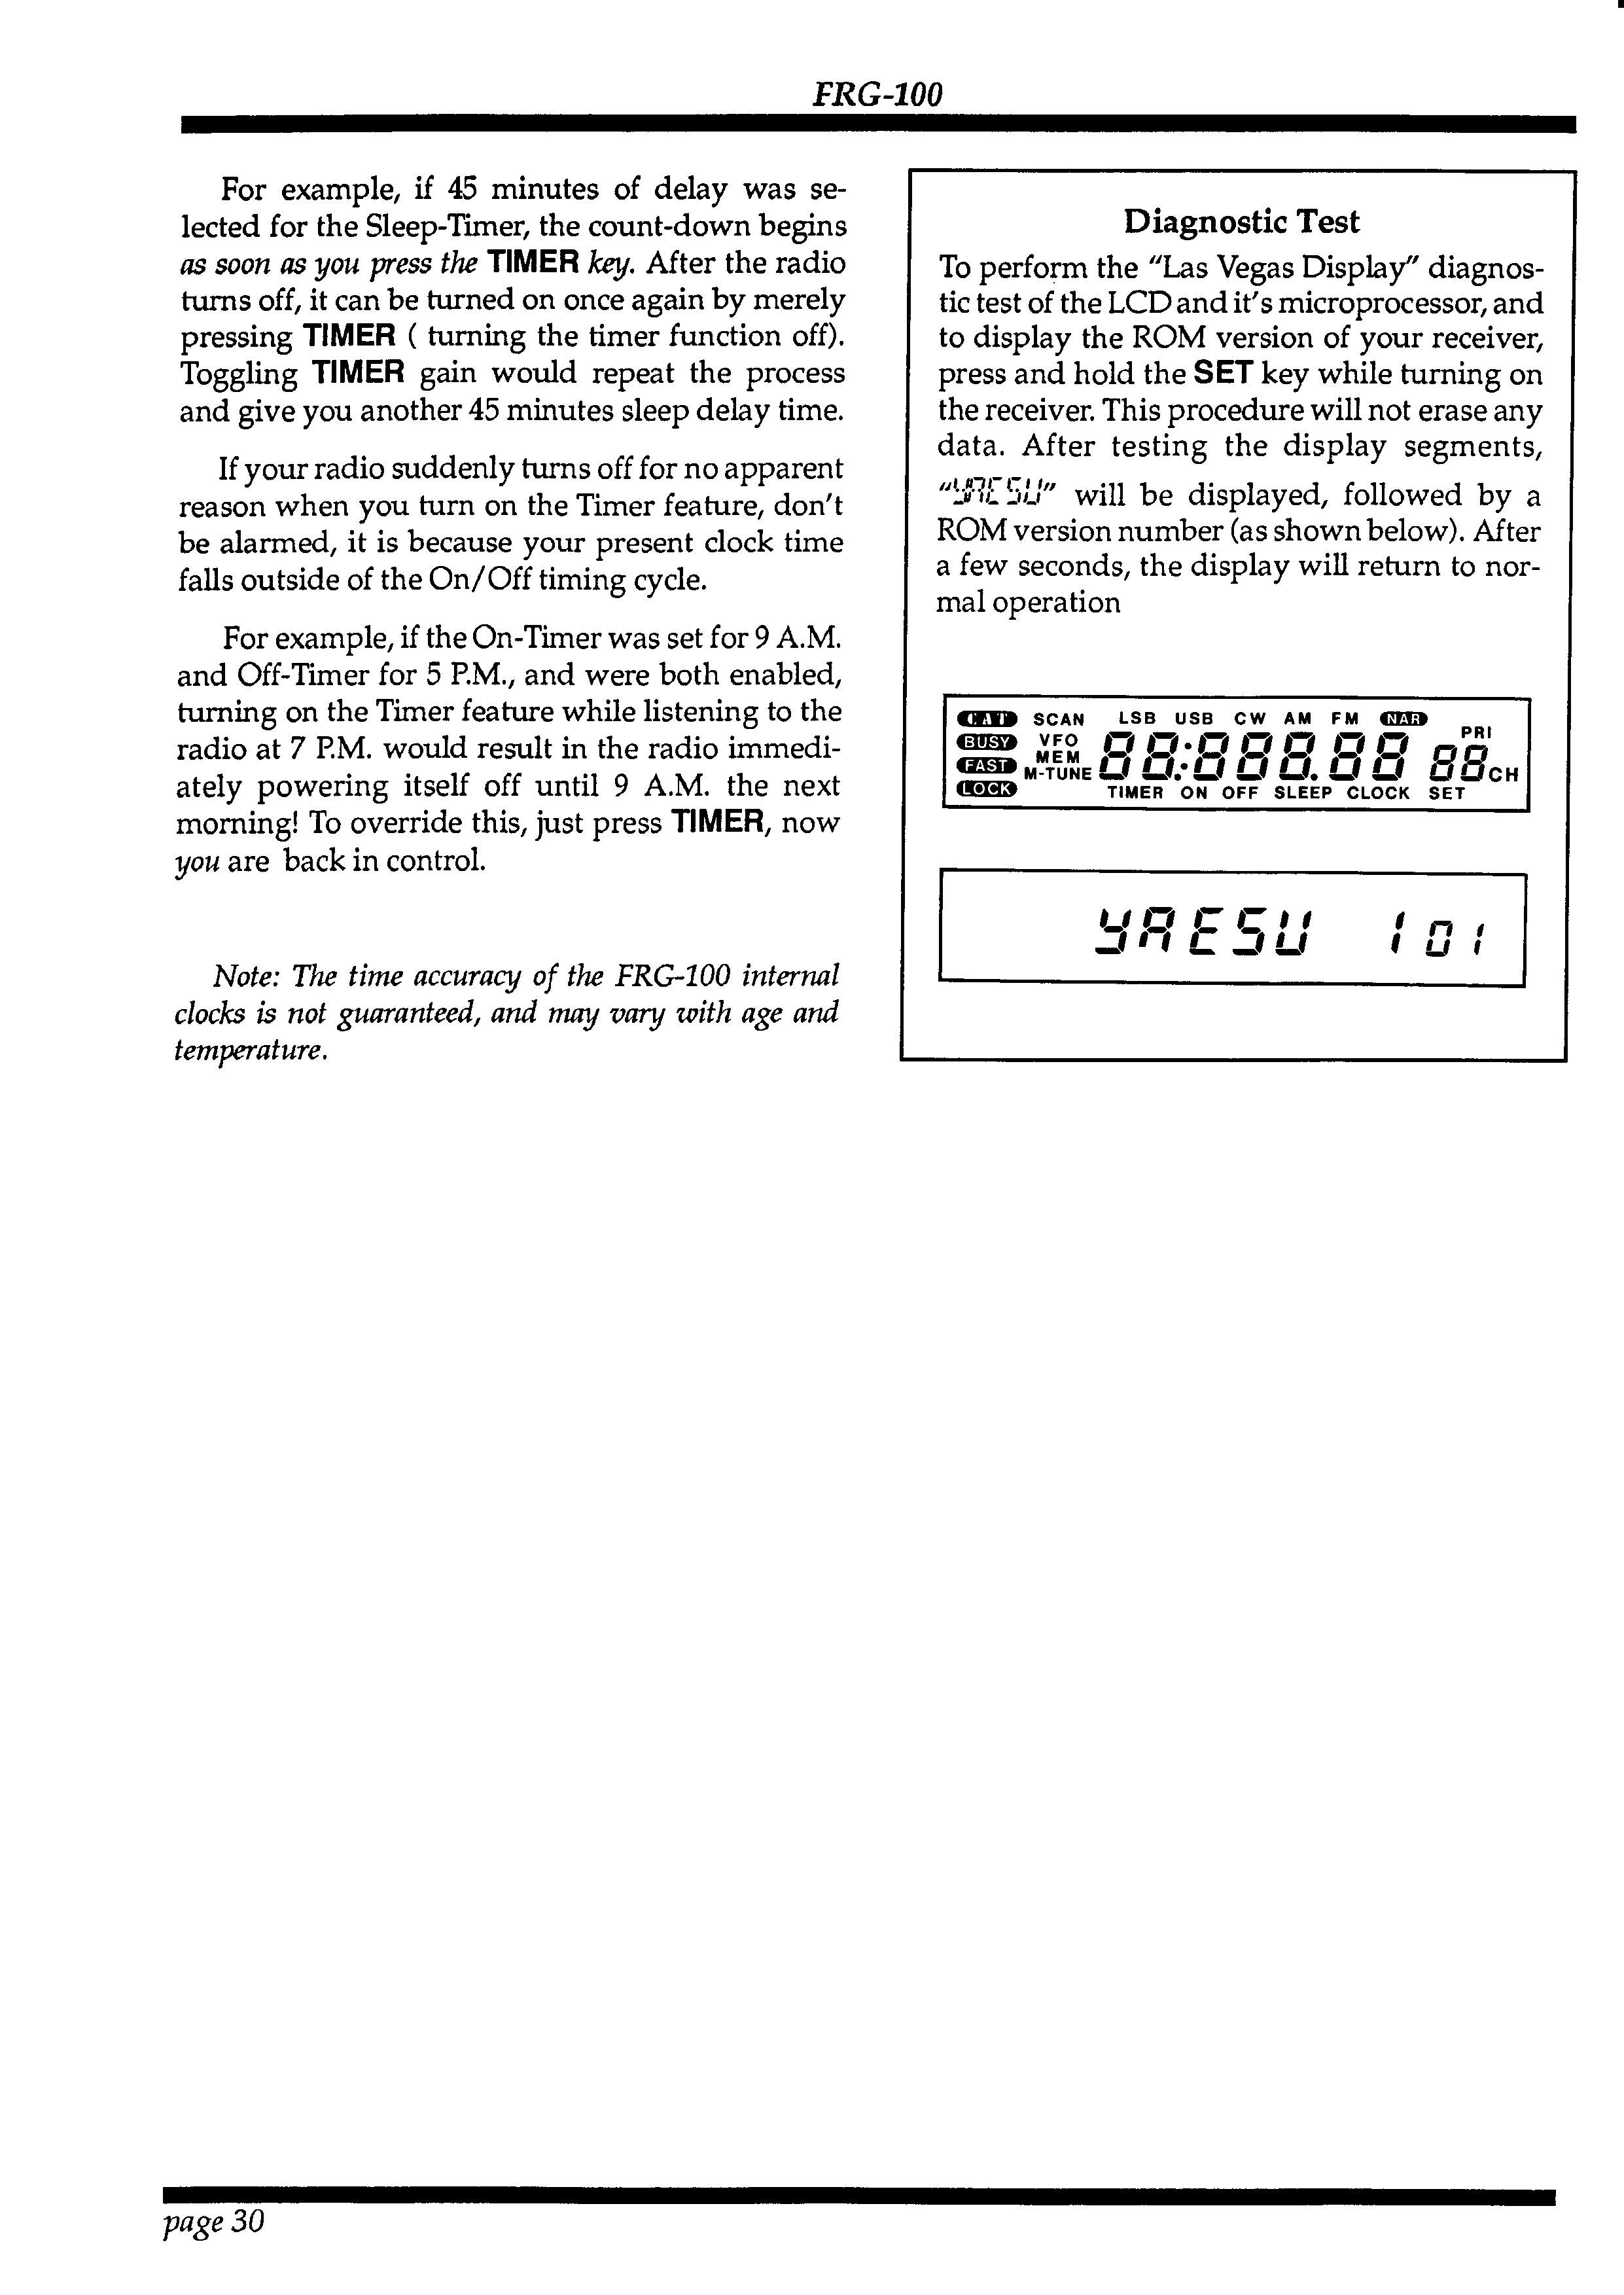 FRG-100
For example, if 45 minutes of delay was se-
lected for the Sleep-Timer, the count-down begins
as soon as you press the TIMER key. After the radio
turns off, it can be turned on once again by merely
pressing TIMER ( turning the timer function off).
Toggling TIMER gain would repeat the process
and give you another 45 minutes sleep delay time.
If your radio suddenly turns off for no apparent
reason when you turn on the Timer feature, don't
be alarmed, it is because your present clock time
falls outside of the On/Off timing cycle.
For example, if the On-Timer was set for 9 A.M.
and Off-Timer for 5 P.M., and were both enabled,
turning on the Timer feature while listening to the
radio at 7 P.M. would result in the radio immedi-
ately powering itself off until 9 A.M. the next
morning! To override this, just press TIMER, now
you are back in control.
Note: The time accuracy of the FRG-100 internal
clocks is not guaranteed, and may vary with age and
temperature.
Diagnostic Test
To perform the "Las Vegas Display" diagnos-
tic test of the LCD and it's microprocessor, and
to display the ROM version of your receiver,
press and hold the SET key while turning on
the receiver. This procedure will not erase any
data. After testing the display segments,
"YAESU" will be displayed, followed by a
ROM version number (as shown below). After
a few seconds, the display will return to nor-
mal operation
CAT SCAN LSB USB CW AM FM NAR
BUSY VFO PRI
FAST MEM 88:888.88 88 CH
M-TUNE
LOCK TIMER ON OFF SLEEP CLOCK SET
YAESU 101
page 30